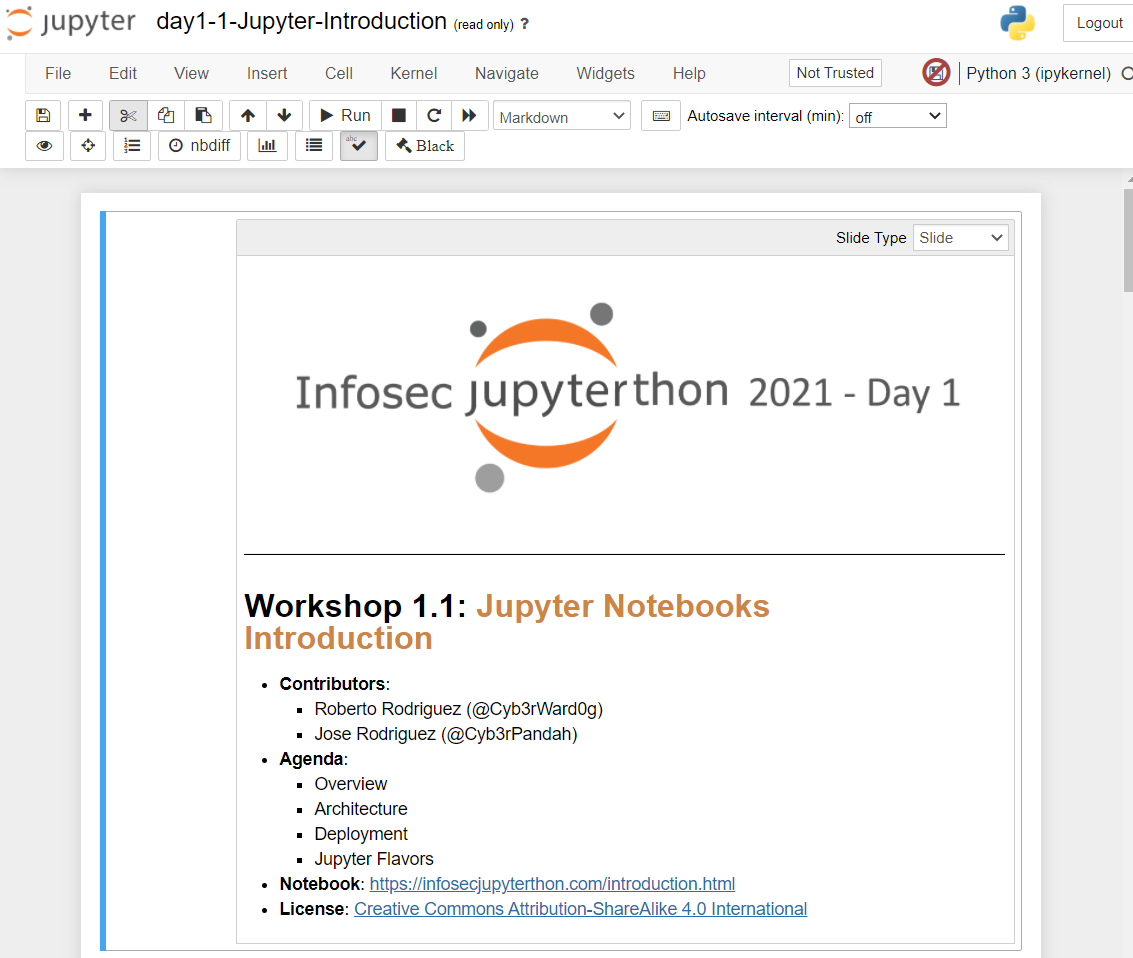 jupyter day1-1-Jupyter-Introduction (read only) ? Logout
File Edit View Insert Cell Kernel Navigate Widgets Help Not Trusted Python 3 (ipykernel)
Run Markdown Autosave interval (min): off
nbdiff abc Black
Slide Type Slide
Infosec jupyterthon 2021 - Day 1
Workshop 1.1: Jupyter Notebooks
Introduction
Contributors:
Roberto Rodriguez (@Cyb3rWard0g)
Jose Rodriguez (@Cyb3rPandah)
Agenda:
Overview
Architecture
Deployment
Jupyter Flavors
Notebook: https://infosecjupyterthon.com/introduction.html
License: Creative Commons Attribution-ShareAlike 4.0 International